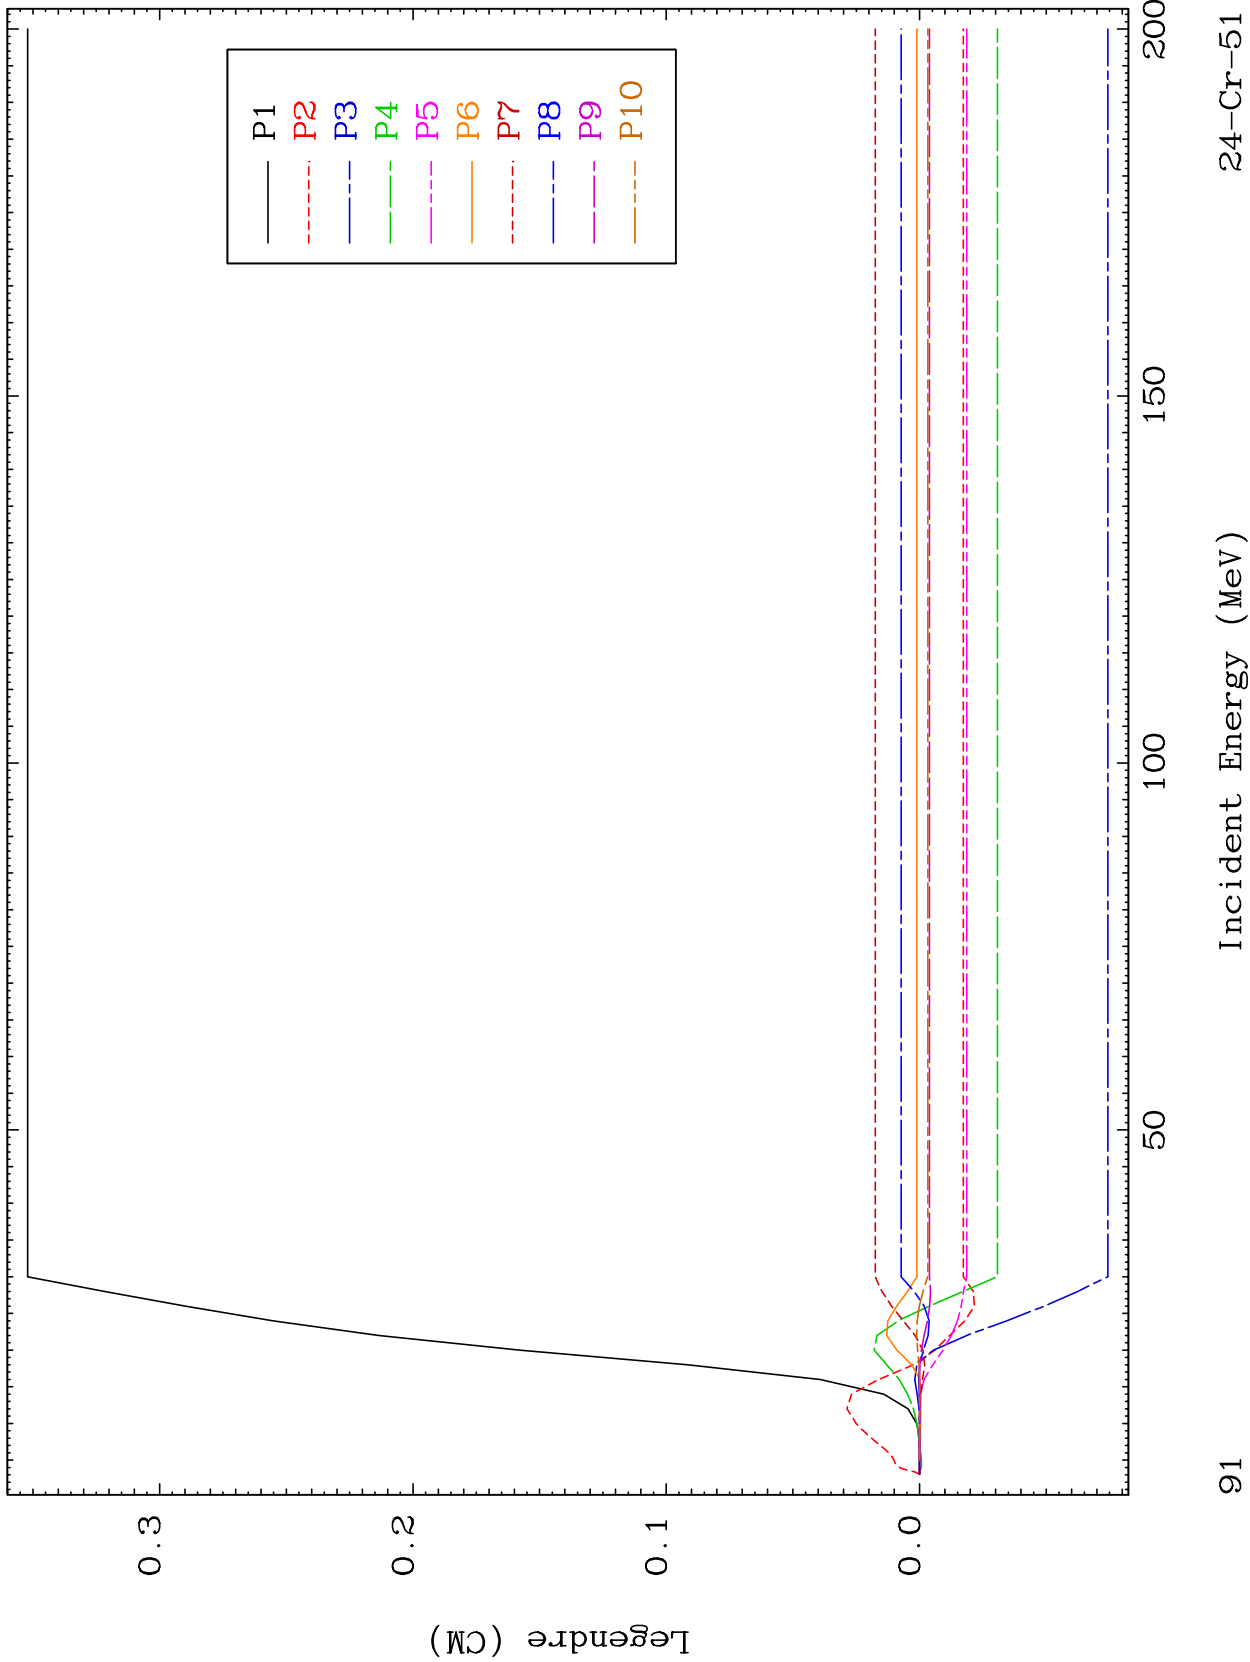 P1
P2
P3
P4
P5
P6
P7
P8
P9
P10
0.3
0.2
0.1
0.0
Legendre (CM)
50
100
150
200
Incident Energy (MeV)
91
24-Cr-51